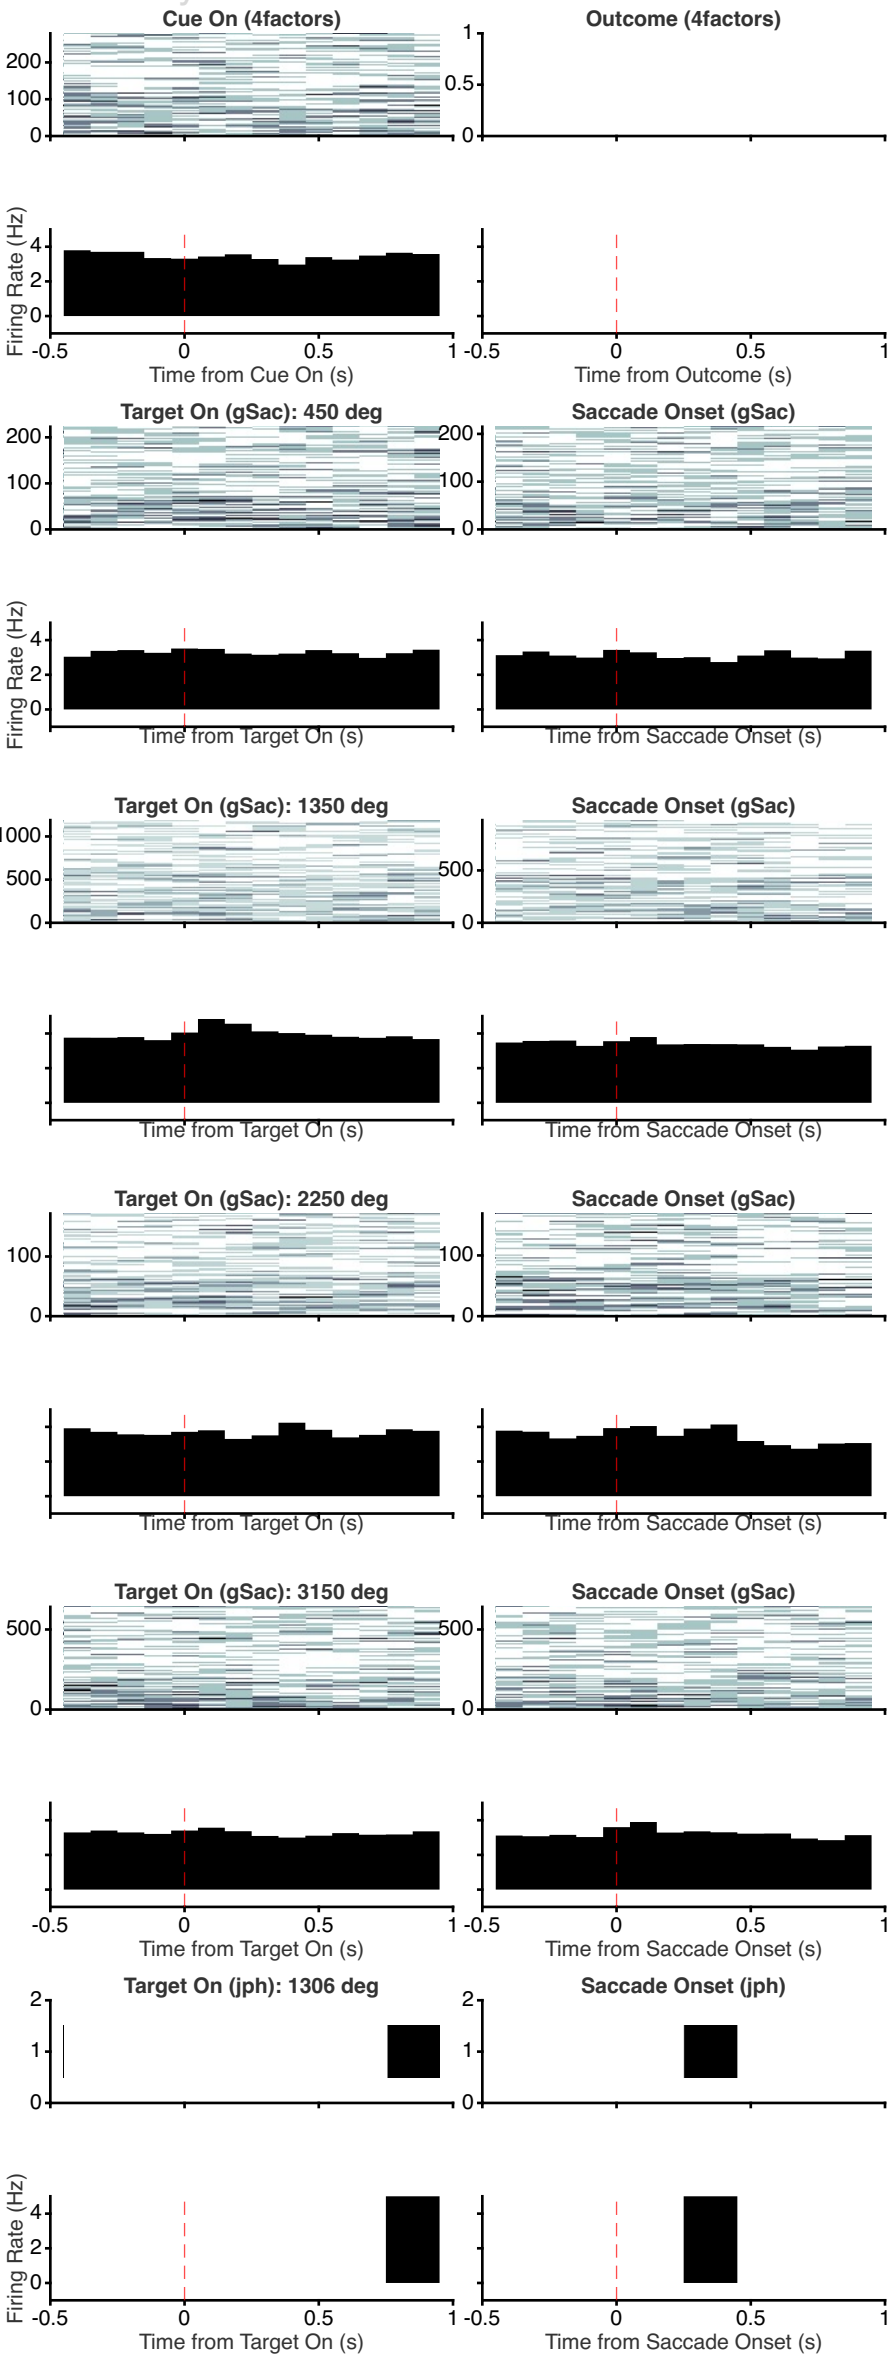 Cue On (4factors)
Outcome (4factors)
200
100
0
1
0.5
0
Firing Rate (Hz)
4
2
0
-0.5 0 0.5 1
-0.5 0 0.5 1
Time from Cue On (s)
Time from Outcome (s)
Target On (gSac): 450 deg
Saccade Onset (gSac)
200
100
0
200
100
0
Firing Rate (Hz)
4
2
0
Time from Target On (s)
Time from Saccade Onset (s)
Target On (gSac): 1350 deg
Saccade Onset (gSac)
1000
500
0
500
0
Time from Target On (s)
Time from Saccade Onset (s)
Target On (gSac): 2250 deg
Saccade Onset (gSac)
100
0
100
0
Time from Target On (s)
Time from Saccade Onset (s)
Target On (gSac): 3150 deg
Saccade Onset (gSac)
500
0
500
0
-0.5 0 0.5 1
-0.5 0 0.5 1
Time from Target On (s)
Time from Saccade Onset (s)
Target On (jph): 1306 deg
Saccade Onset (jph)
2
1
0
2
1
0
Firing Rate (Hz)
4
2
0
-0.5 0 0.5 1
-0.5 0 0.5 1
Time from Target On (s)
Time from Saccade Onset (s)